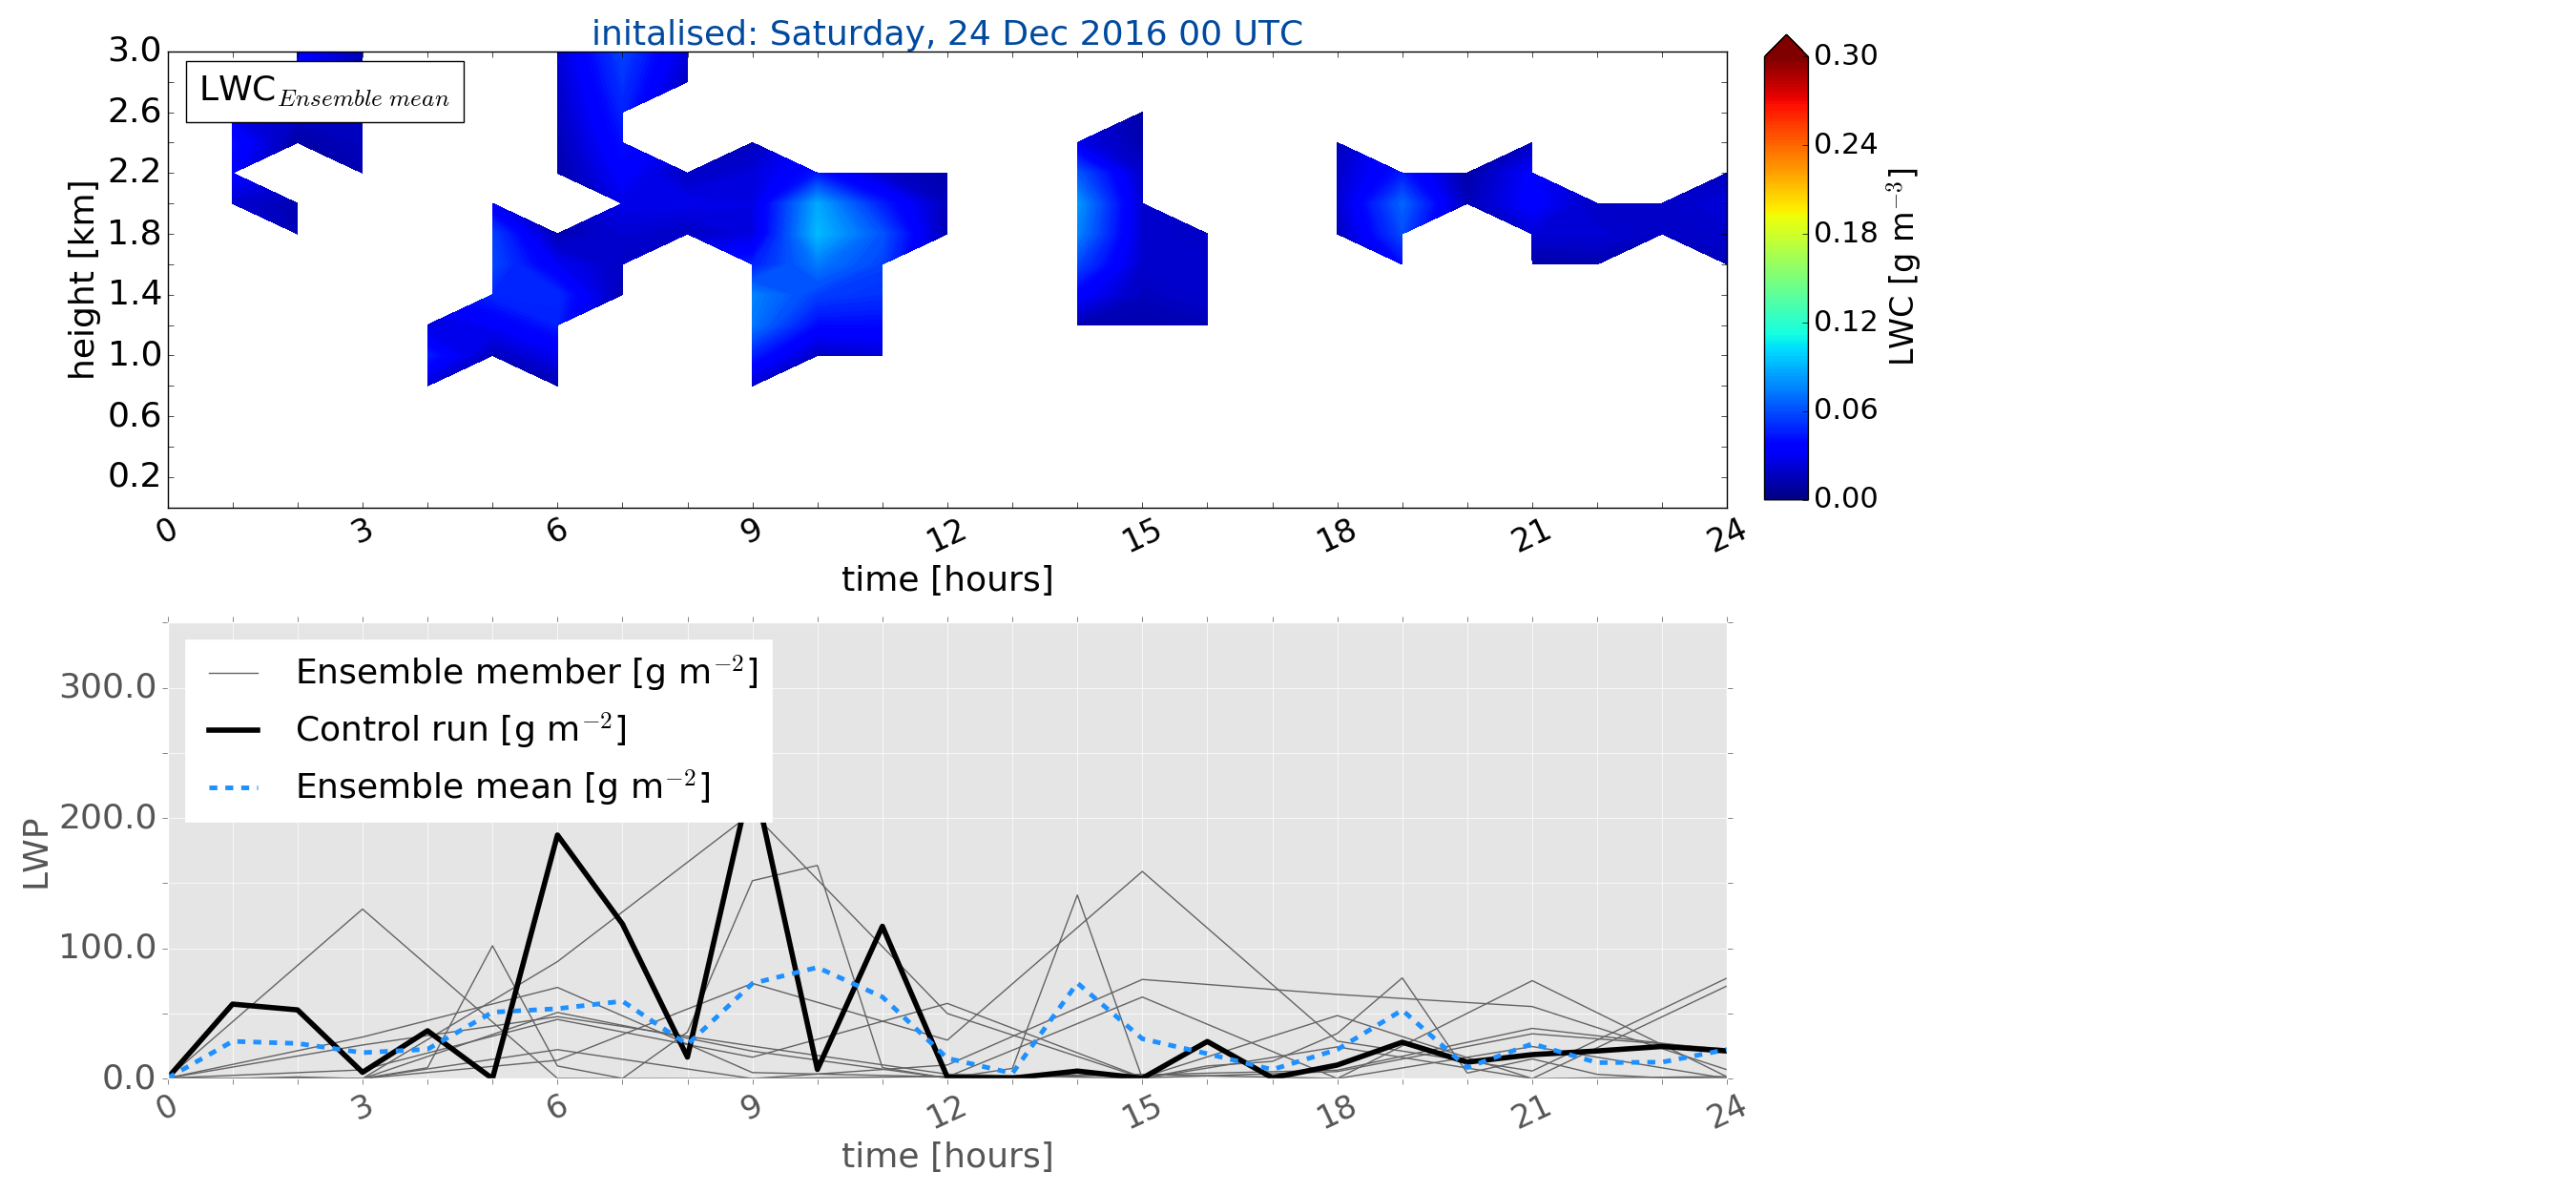 initalised: Saturday, 24 Dec 2016 00 UTC
LWC Ensemble mean
height [km]
3.0
2.6
2.2
1.8
1.4
1.0
0.6
0.2
0 3 6 9 12 15 18 21 24
time [hours]
0.30
0.24
0.18
0.12
0.06
0.00
LWC [g m⁻³]
Ensemble member [g m⁻²]
Control run [g m⁻²]
Ensemble mean [g m⁻²]
LWP
300.0
200.0
100.0
0.0
0 3 6 9 12 15 18 21 24
time [hours]